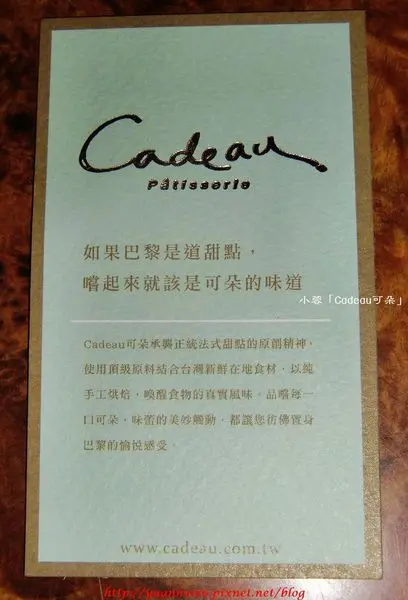 Cadeau
Pâtisserie
如果巴黎是道甜點，
嚐起來就該是可朵的味道
小蓉「Cadeau可朵」
Cadeau可朵承襲正統法式甜點的原創精神，
使用頂級原料結合台灣新鮮在地食材，以純
手工烘焙，喚醒食物的真實風味。品嚐每一
口可朵，味蕾的美妙觸動，都讓您彷彿置身
巴黎的愉悅感受。
www.cadeau.com.tw